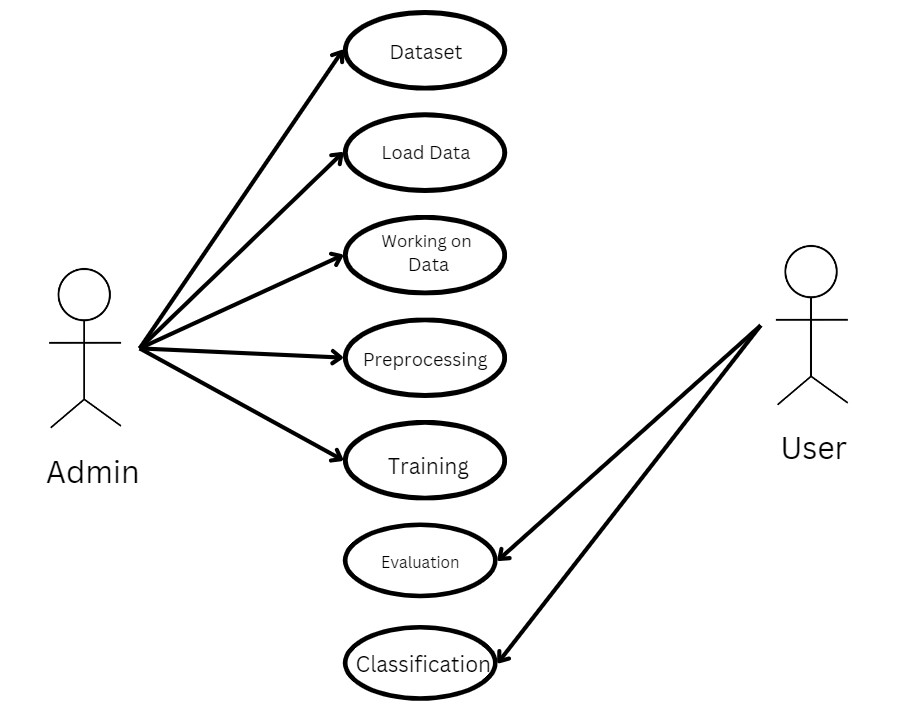 Dataset
Load Data
Working on
Data
Preprocessing
Training
Evaluation
Classification
Admin
User